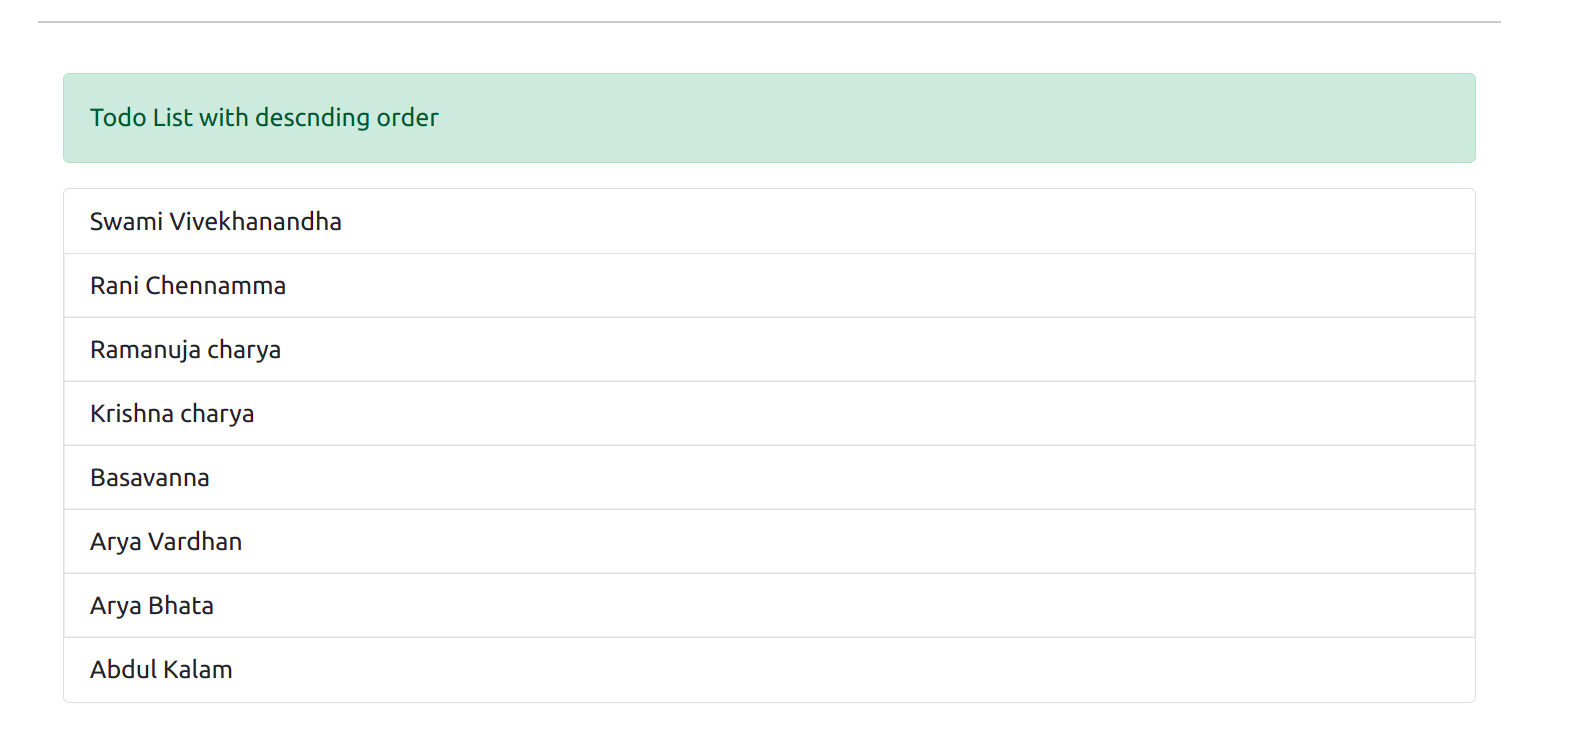 Todo List with descnding order
Swami Vivekhanandha
Rani Chennamma
Ramanuja charya
Krishna charya
Basavanna
Arya Vardhan
Arya Bhata
Abdul Kalam